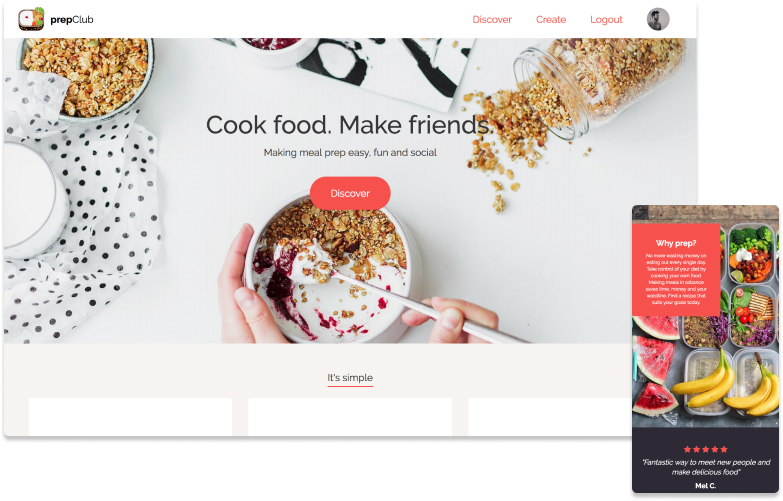 prepClub
Discover
Create
Logout
Cook food. Make friends.
Making meal prep easy, fun and social
Discover
It's simple
Why prep?
No more wasting money on
eating out every single day.
Take control of your diet by
cooking your own food.
Making meals in advance
saves time, money and your
waistline. Find a recipe that
suits your goals today.
"Fantastic way to meet new people and
make delicious food"
Mel C.